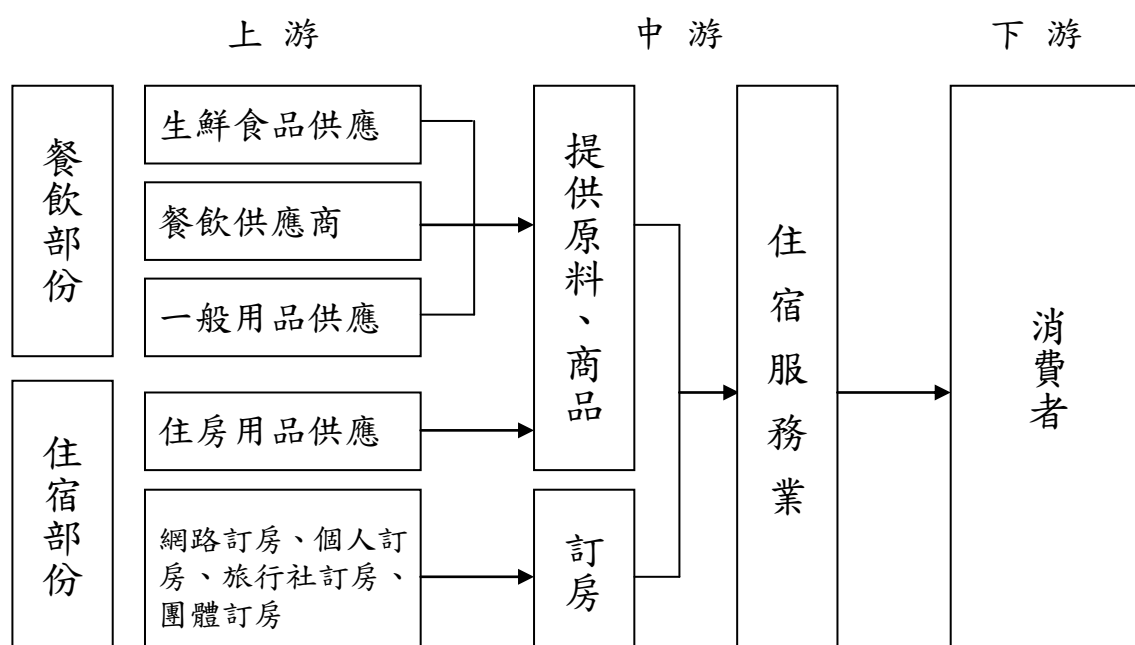 上游 中游 下游
餐飲部份
生鮮食品供應
餐飲供應商
一般用品供應
住宿部份
住房用品供應
網路訂房、個人訂
房、旅行社訂房、
團體訂房
提供原料、商品
訂房
住宿服務業
消費者